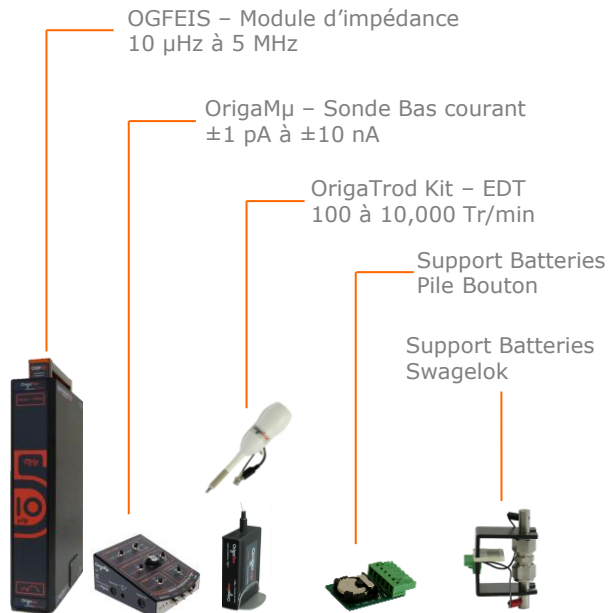 OGFEIS – Module d'impédance
10 µHz à 5 MHz
OrigaMµ – Sonde Bas courant
±1 pA à ±10 nA
OrigaTrod Kit – EDT
100 à 10,000 Tr/min
Support Batteries
Pile Bouton
Support Batteries
Swagelok